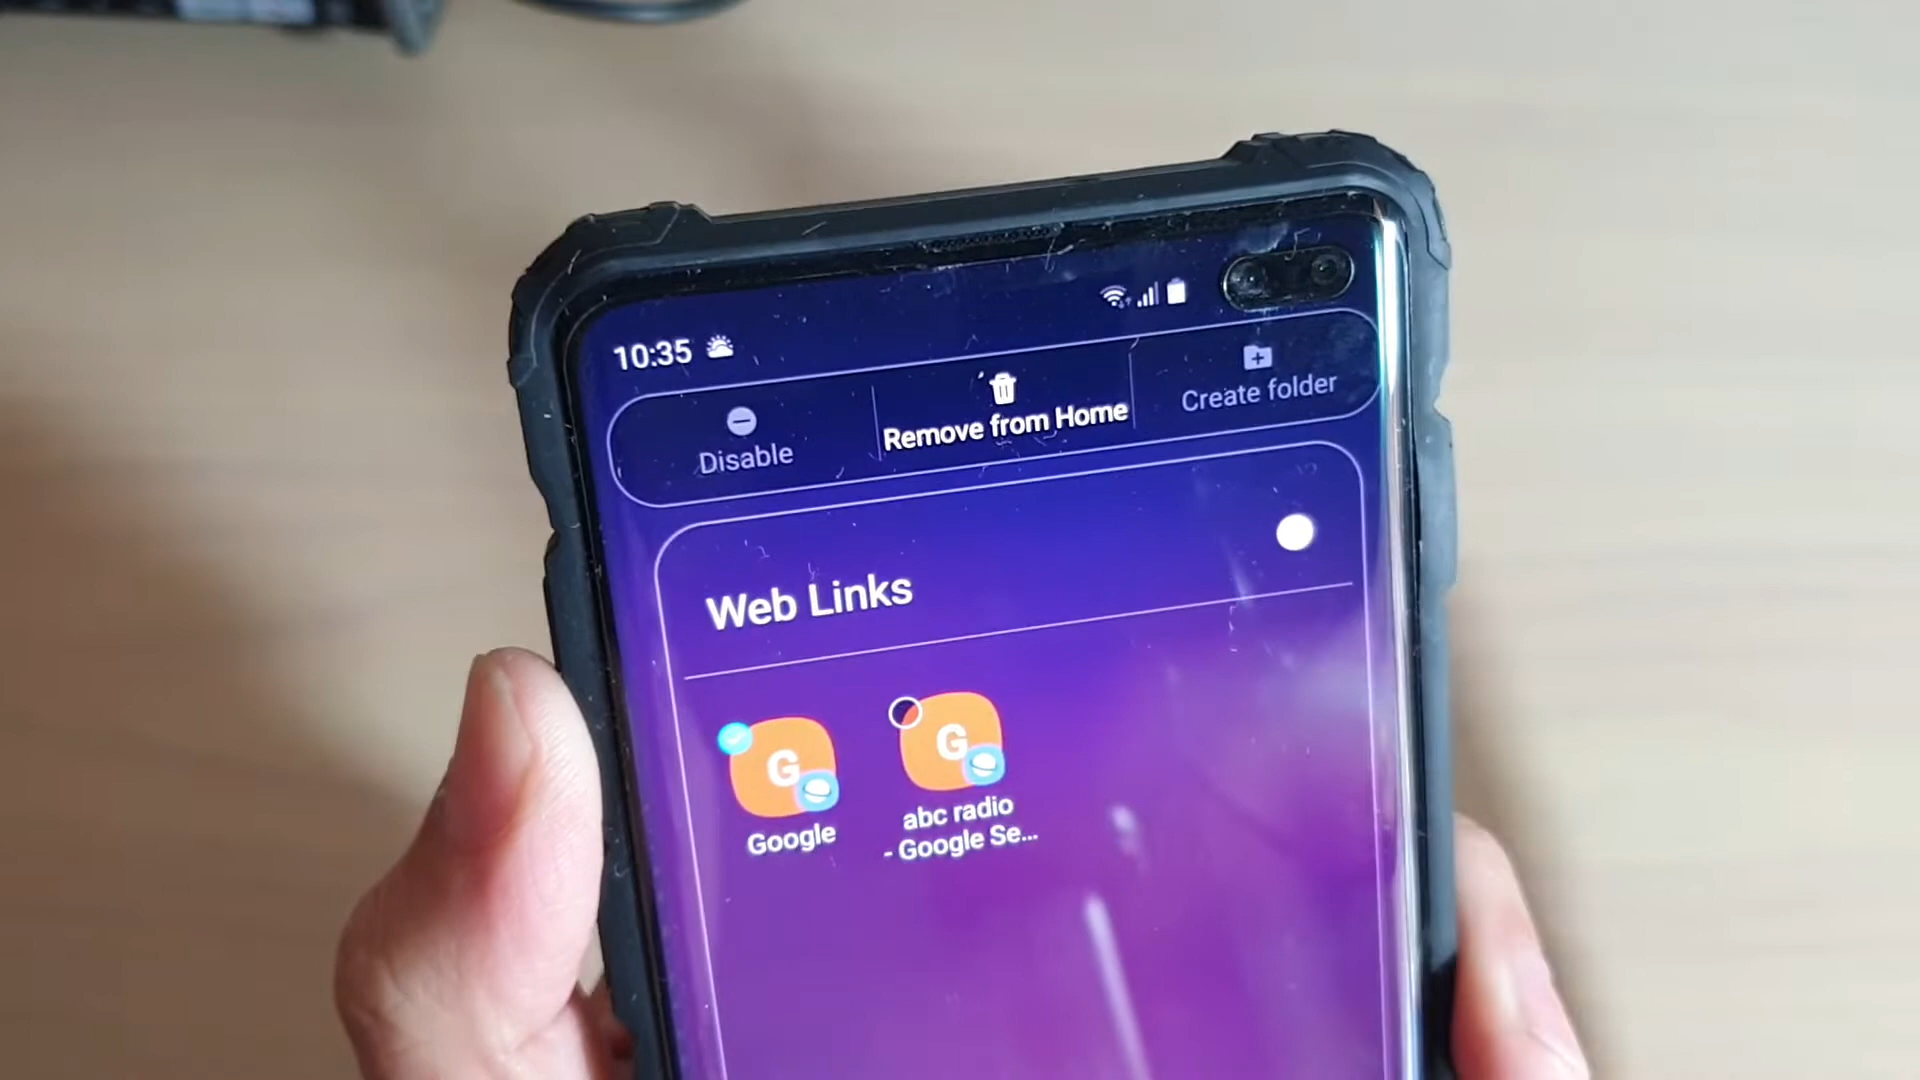 10:35
Disable
Remove from Home
Create folder
Web Links
G
G
Google
abc radio
- Google Se...